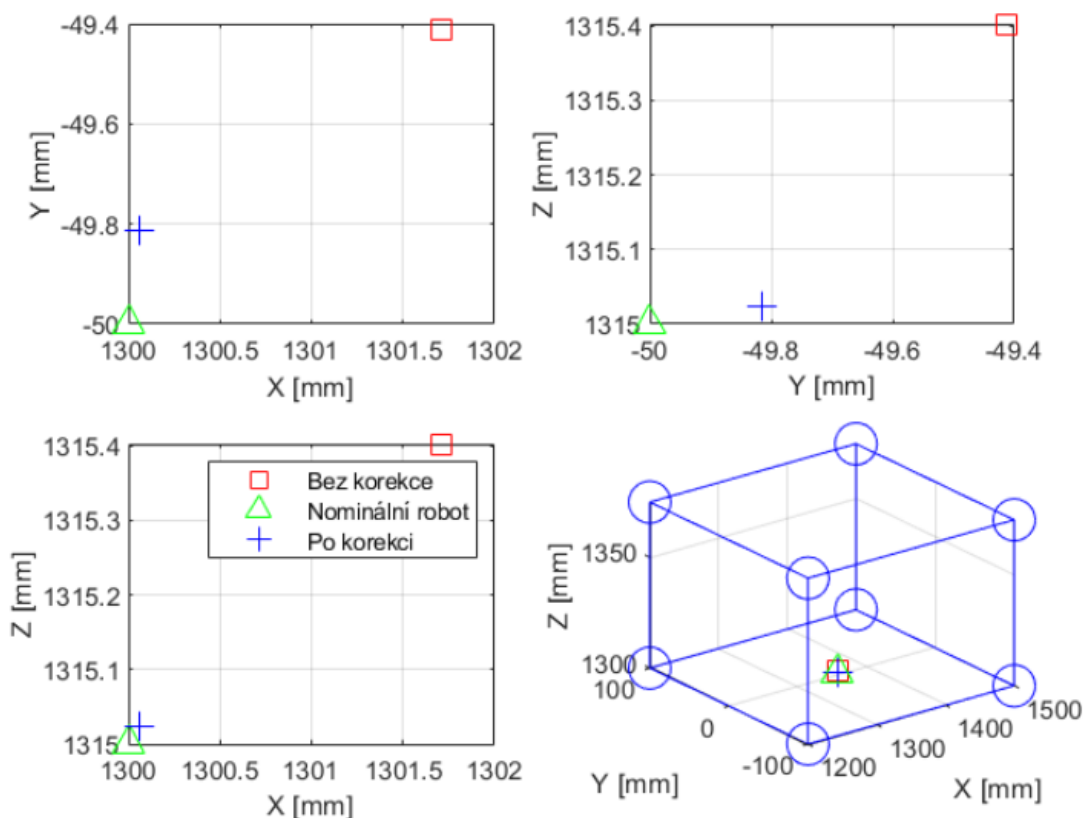 -49.4
-49.6
Y [mm]
-49.8
-50
1300 1300.5 1301 1301.5 1302
X [mm]
1315.4
1315.3
Z [mm]
1315.2
1315.1
1315
-50 -49.8 -49.6 -49.4
Y [mm]
1315.4
1315.3
Z [mm]
1315.2
1315.1
1315
Bez korekce
Nominální robot
Po korekci
1300 1300.5 1301 1301.5 1302
X [mm]
1350
Z [mm]
1300
100
0
-100
Y [mm]
1200
1300
1400
1500
X [mm]